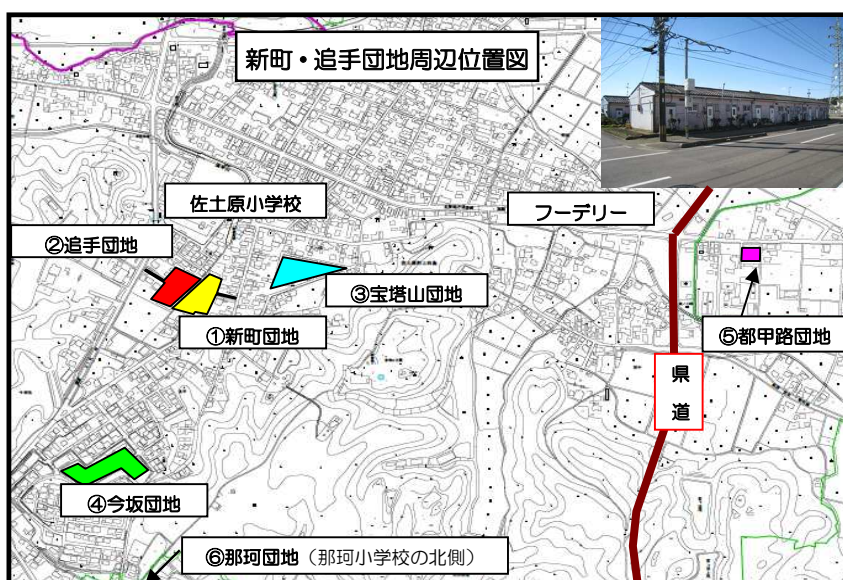 新町・追手団地周辺位置図
佐土原小学校
フーデリー
②追手団地
③宝塔山団地
①新町団地
⑤都甲路団地
県
道
④今坂団地
⑥那珂団地（那珂小学校の北側）